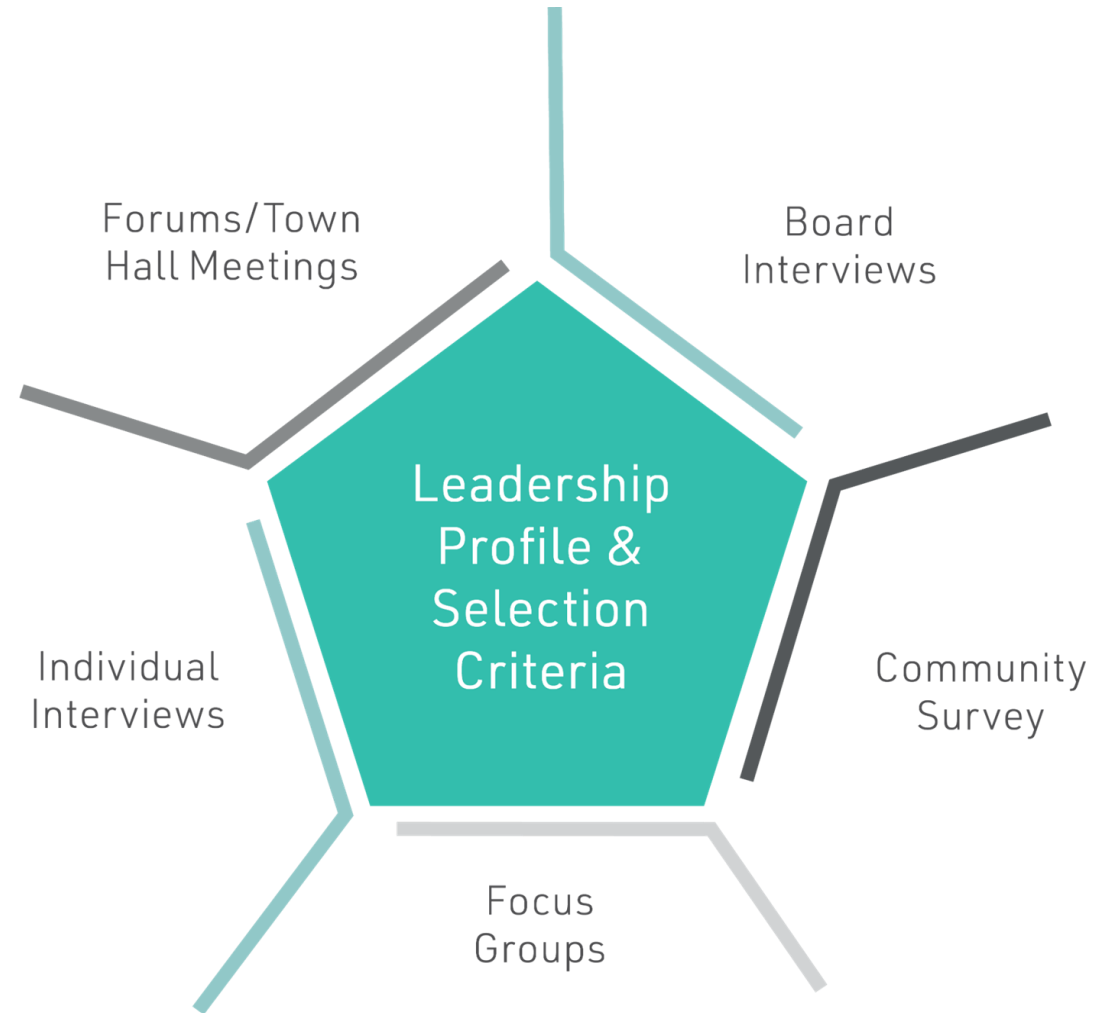 Forums/Town
Hall Meetings
Board
Interviews
Leadership
Profile &
Selection
Criteria
Individual
Interviews
Community
Survey
Focus
Groups